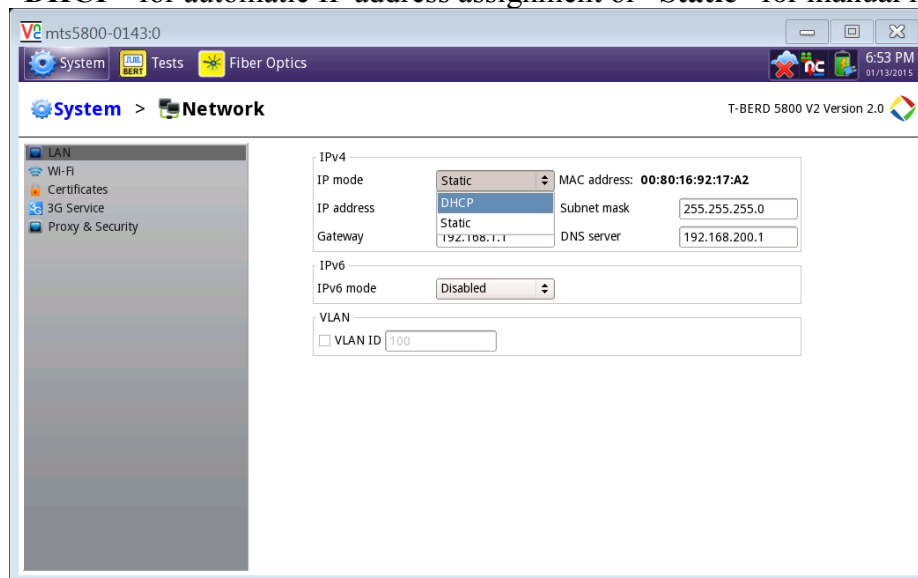 "DHCP" for automatic IP address assignment or "Static" for manual
mts5800-0143:0
System Tests Fiber Optics 6:53 PM
01/13/2015
System > Network T-BERD 5800 V2 Version 2.0
LAN
Wi-Fi
Certificates
3G Service
Proxy & Security
IPv4
IP mode Static MAC address: 00:80:16:92:17:A2
IP address DHCP Subnet mask 255.255.255.0
Static
Gateway 192.168.1.1 DNS server 192.168.200.1
IPv6
IPv6 mode Disabled
VLAN
VLAN ID 100